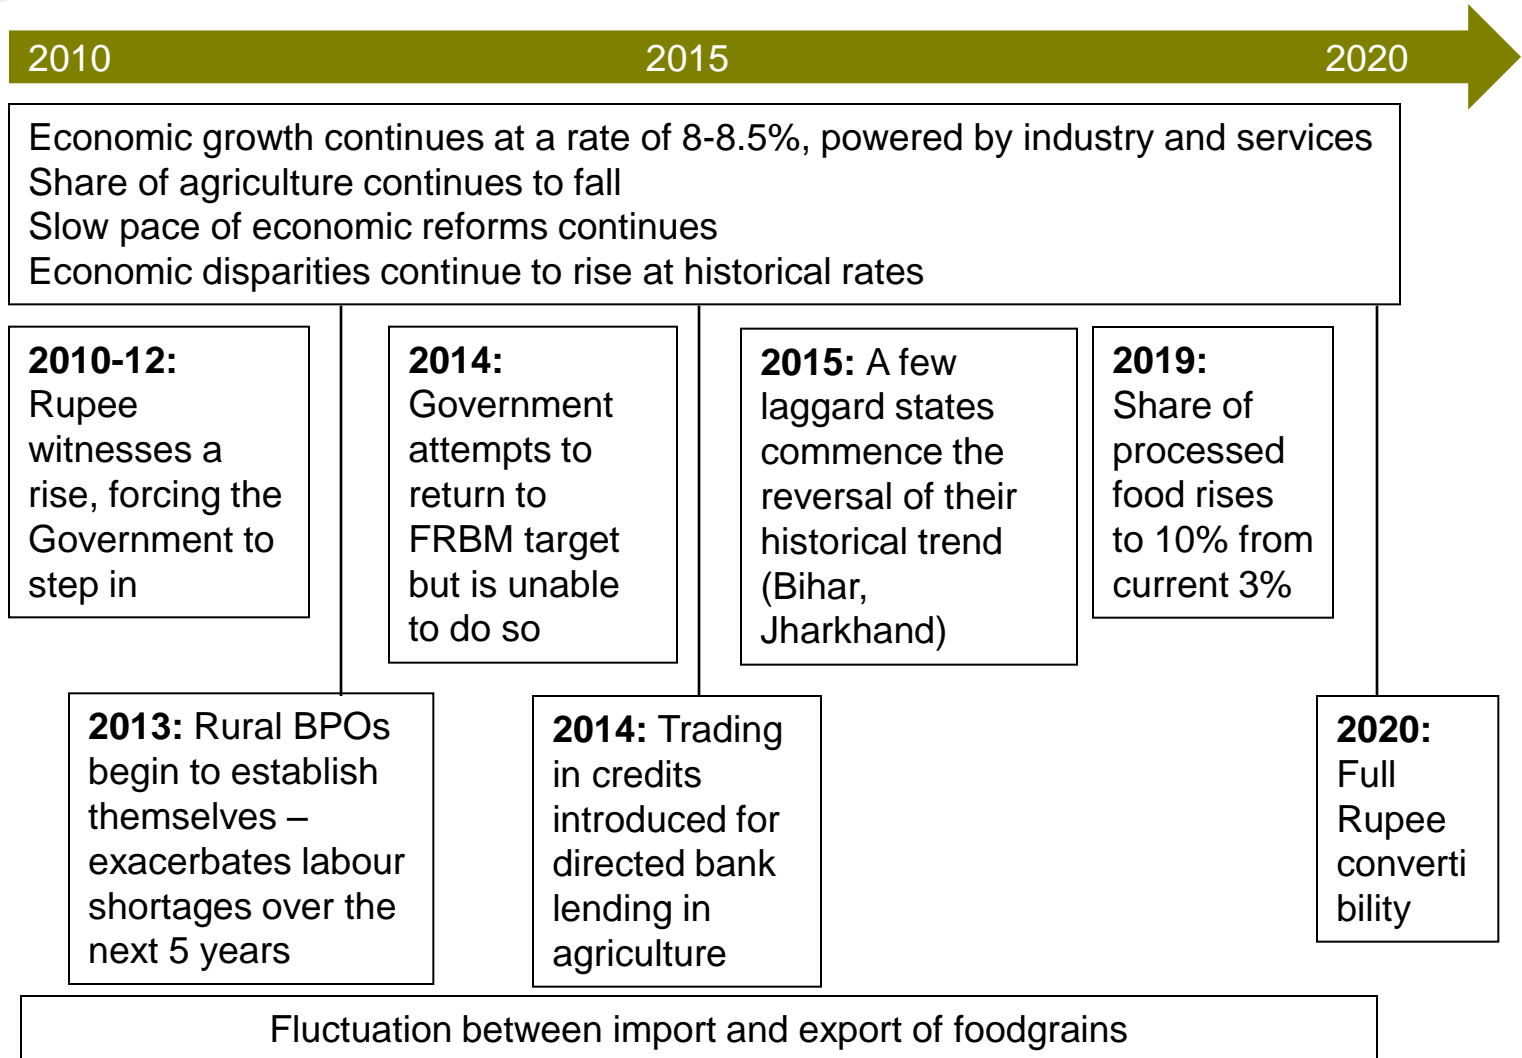 2010 2015 2020
Economic growth continues at a rate of 8-8.5%, powered by industry and services
Share of agriculture continues to fall
Slow pace of economic reforms continues
Economic disparities continue to rise at historical rates
2010-12:
Rupee
witnesses a
rise, forcing the
Government to
step in
2014:
Government
attempts to
return to
FRBM target
but is unable
to do so
2015: A few
laggard states
commence the
reversal of their
historical trend
(Bihar,
Jharkhand)
2019:
Share of
processed
food rises
to 10% from
current 3%
2013: Rural BPOs
begin to establish
themselves –
exacerbates labour
shortages over the
next 5 years
2014: Trading
in credits
introduced for
directed bank
lending in
agriculture
2020:
Full
Rupee
converti
bility
Fluctuation between import and export of foodgrains